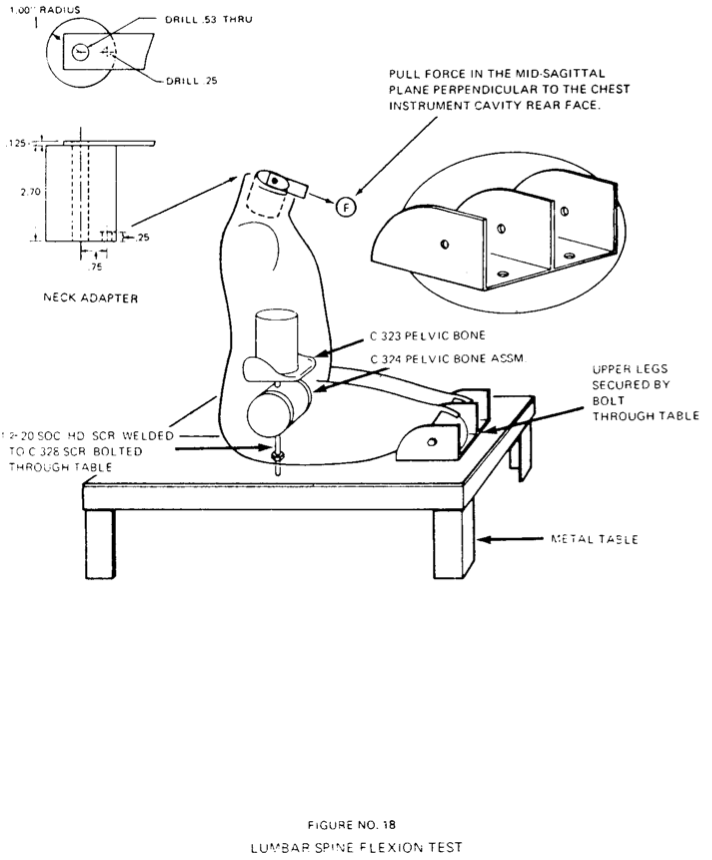 1.00" RADIUS
DRILL .53 THRU
DRILL .25
.125
2.70
.25
.75
NECK ADAPTER
PULL FORCE IN THE MID-SAGITTAL
PLANE PERPENDICULAR TO THE CHEST
INSTRUMENT CAVITY REAR FACE.
F
C 323 PELVIC BONE
C 324 PELVIC BONE ASSM.
UPPER LEGS
SECURED BY
BOLT
THROUGH TABLE
1 2-20 SOC HD SCR WELDED
TO C 328 SCR BOLTED
THROUGH TABLE
METAL TABLE
FIGURE NO. 18
LUMBAR SPINE FLEXION TEST